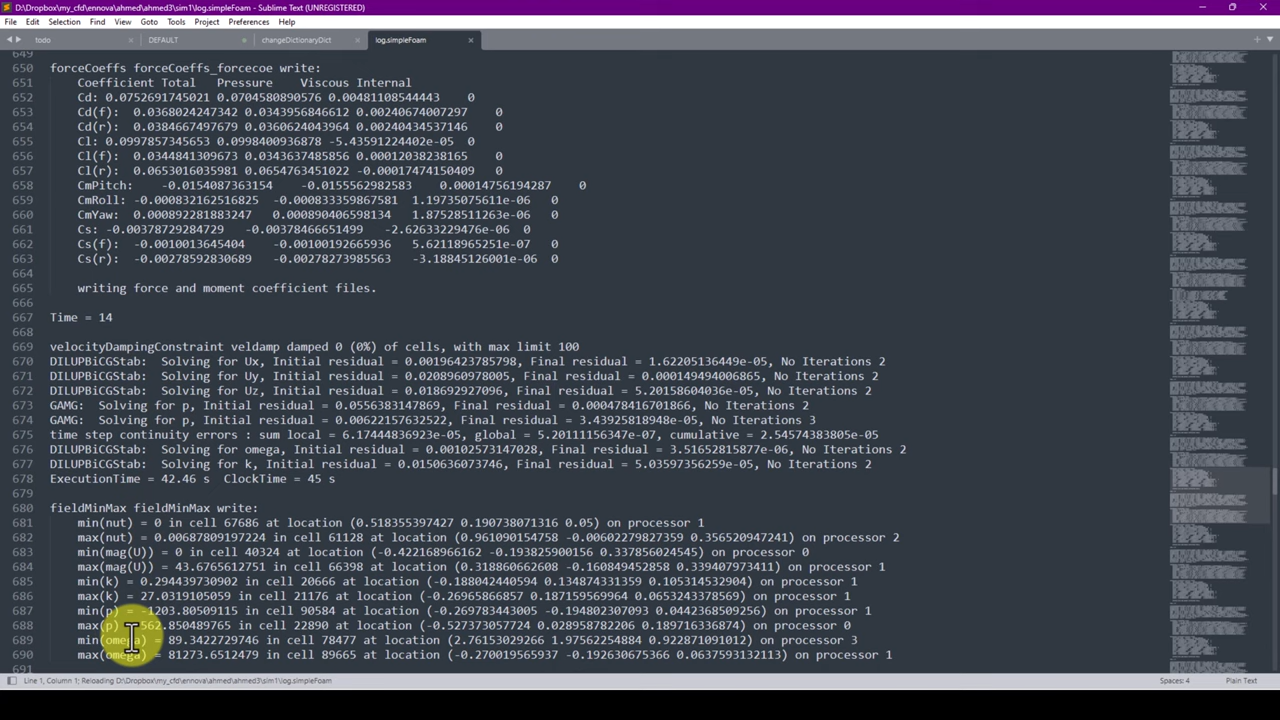 D:\Dropbox\my_cfd\ennova\ahmed\ahmed3\sim1\log.simpleFoam - Sublime Text (UNREGISTERED)
File Edit Selection Find View Goto Tools Project Preferences Help
todo DEFAULT changeDictionaryDict log.simpleFoam
649
650 forceCoeffs forceCoeffs_forcecoe write:
651 Coefficient Total Pressure Viscous Internal
652 Cd: 0.0752691745021 0.0704580890576 0.00481108544443 0
653 Cd(f): 0.0368024247342 0.0343956846612 0.00240674007297 0
654 Cd(r): 0.0384667497679 0.0360624043964 0.00240434537146 0
655 Cl: 0.0997857345653 0.0998400936878 -5.43591224402e-05 0
656 Cl(f): 0.0344841309673 0.0343637485856 0.00012038238165 0
657 Cl(r): 0.0653016035981 0.0654763451022 -0.00017474150409 0
658 CmPitch: -0.0154087363154 -0.0155562982583 0.00014756194287 0
659 CmRoll: -0.000832162516825 -0.000833359867581 1.19735075611e-06 0
660 CmYaw: 0.000892281883247 0.000890406598134 1.87528511263e-06 0
661 Cs: -0.00378729284729 -0.00378466651499 -2.62633229476e-06 0
662 Cs(f): -0.0010013645404 -0.00100192665936 5.62118965251e-07 0
663 Cs(r): -0.00278592830689 -0.00278273985563 -3.18845126001e-06 0
664
665 writing force and moment coefficient files.
666
667 Time = 14
668
669 velocityDampingConstraint veldamp damped 0 (0%) of cells, with max limit 100
670 DILUPBiCGStab: Solving for Ux, Initial residual = 0.00196423785798, Final residual = 1.62205136449e-05, No Iterations 2
671 DILUPBiCGStab: Solving for Uy, Initial residual = 0.0208960978005, Final residual = 0.000149494006865, No Iterations 2
672 DILUPBiCGStab: Solving for Uz, Initial residual = 0.018692927096, Final residual = 5.20158604036e-05, No Iterations 2
673 GAMG: Solving for p, Initial residual = 0.0556383147869, Final residual = 0.000478416701866, No Iterations 2
674 GAMG: Solving for p, Initial residual = 0.00622157632522, Final residual = 3.43925818948e-05, No Iterations 3
675 time step continuity errors : sum local = 6.17444836923e-05, global = 5.20111156347e-07, cumulative = 2.54574383805e-05
676 DILUPBiCGStab: Solving for omega, Initial residual = 0.00102573147028, Final residual = 3.51652815877e-06, No Iterations 2
677 DILUPBiCGStab: Solving for k, Initial residual = 0.0150636073746, Final residual = 5.03597356259e-05, No Iterations 2
678 ExecutionTime = 42.46 s ClockTime = 45 s
679
680 fieldMinMax fieldMinMax write:
681 min(nut) = 0 in cell 67686 at location (0.518355397427 0.190738071316 0.05) on processor 1
682 max(nut) = 0.00687809197224 in cell 61128 at location (0.961090154758 -0.00602279827351 0.356520947241) on processor 2
683 min(mag(U)) = 0 in cell 40324 at location (-0.422168966162 -0.193825900156 0.337856024545) on processor 0
684 max(mag(U)) = 43.6765612751 in cell 66398 at location (0.318860662608 -0.160849452858 0.339407973411) on processor 1
685 min(k) = 0.294439730902 in cell 20666 at location (-0.188042440594 0.134874331359 0.105314532904) on processor 1
686 max(k) = 27.0319105059 in cell 21176 at location (-0.269786631256 0.187159569964 0.0653243378569) on processor 1
687 min(p) = -1203.80509115 in cell 90584 at location (-0.269783443005 -0.194793022709 0.0442368509256) on processor 1
688 max(p) = 562.850489765 in cell 22890 at location (-0.527373057724 0.028958782206 0.189716336874) on processor 0
689 min(omega) = 89.3422729746 in cell 78477 at location (2.76153029266 1.97562254884 0.922871091039) on processor 3
690 max(omega) = 81273.6512479 in cell 89665 at location (-0.270019565937 -0.192630675366 0.0637593132113) on processor 1
691
Line 1, Column 1; Reloading D:\Dropbox\my_cfd\ennova\ahmed\ahmed3\sim1\log.simpleFoam Spaces: 4 Plain Text